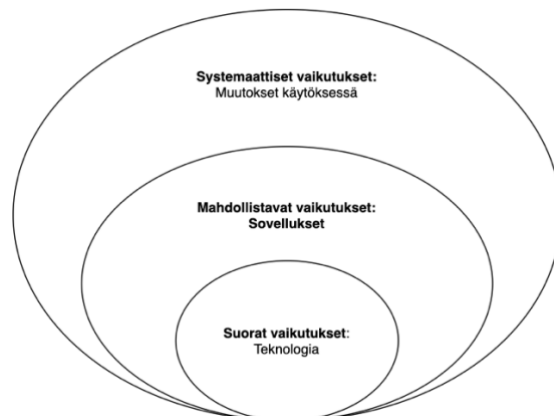 Systemaattiset vaikutukset:
Muutokset käytöksessä
Mahdollistavat vaikutukset:
Sovellukset
Suorat vaikutukset:
Teknologia